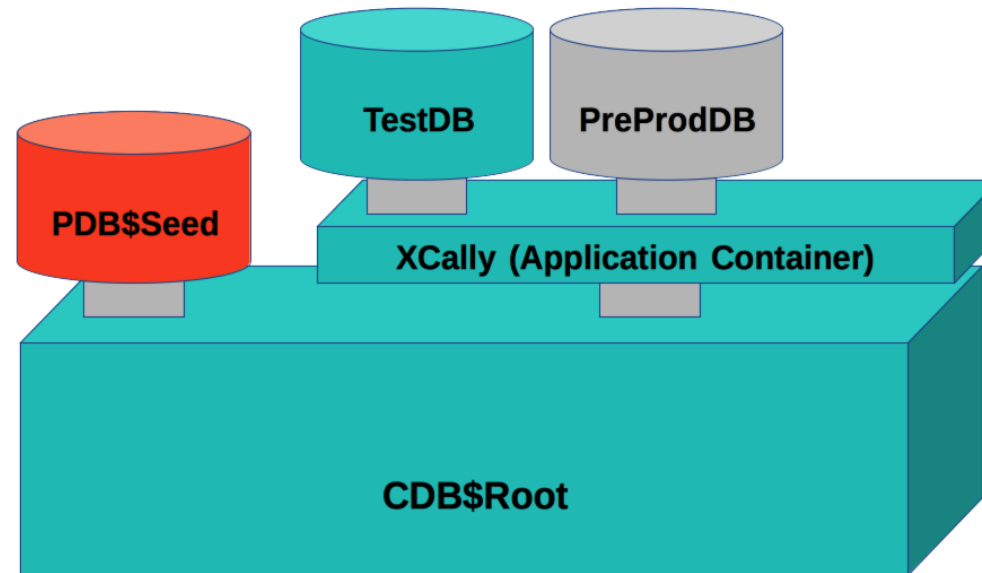 TestDB
PreProdDB
PDB$Seed
XCally (Application Container)
CDB$Root